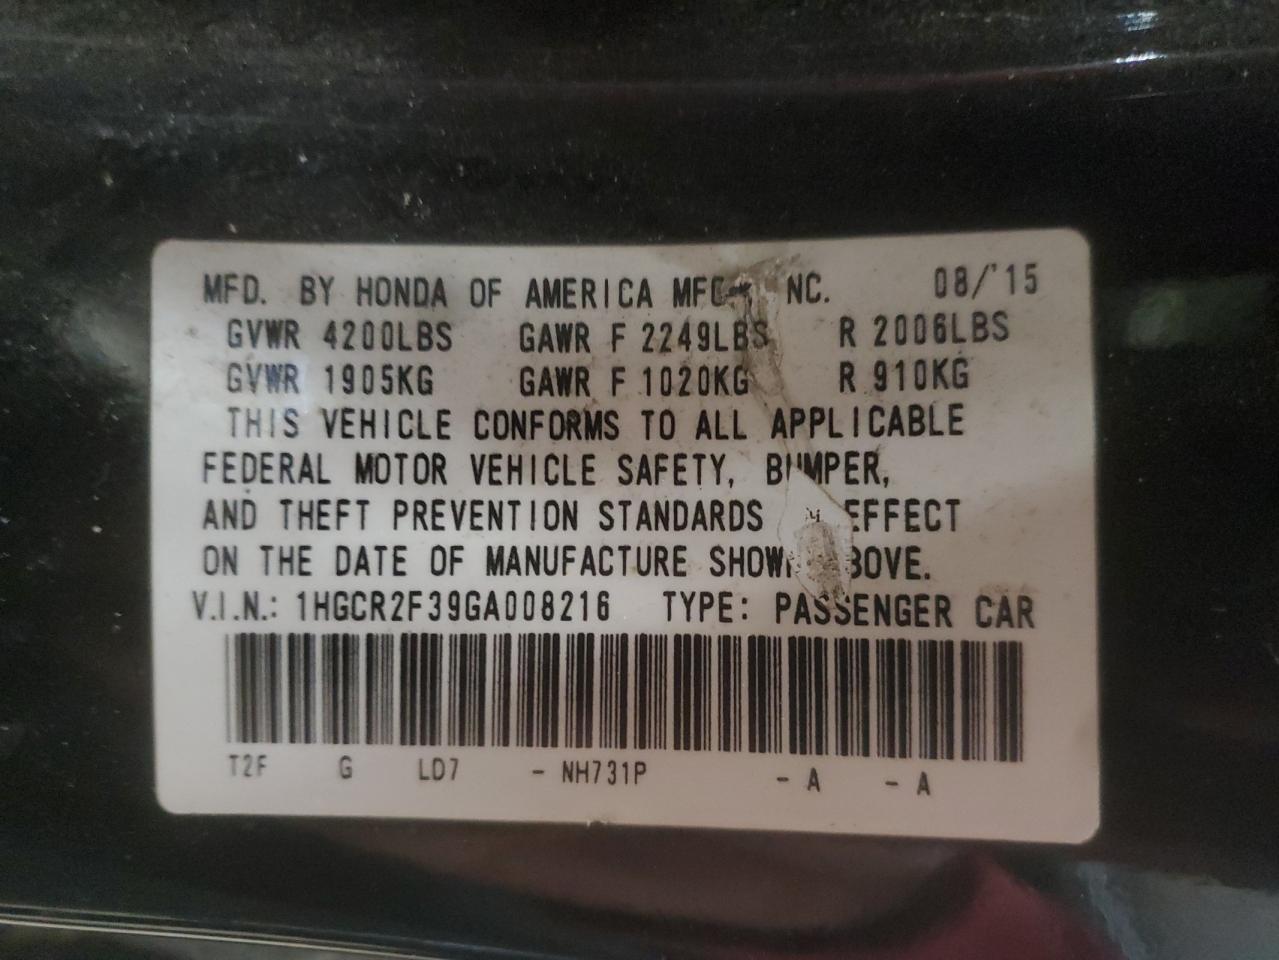 MFD. BY HONDA OF AMERICA NC. 08/'15
GVWR 4200LBS GAWR F 2249LBS R 2006LBS
GVWR 1905KG GAWR F 1020KG R 910KG
THIS VEHICLE CONFORMS TO ALL APPLICABLE
FEDERAL MOTOR VEHICLE SAFETY, BUMPER,
AND THEFT PREVENTION STANDARDS EFFECT
ON THE DATE OF MANUFACTURE SHOWN BOVE.
V.I.N.: 1HGCR2F39GA008216 TYPE: PASSENGER CAR
T2F G LD7 - NH731P - A - A